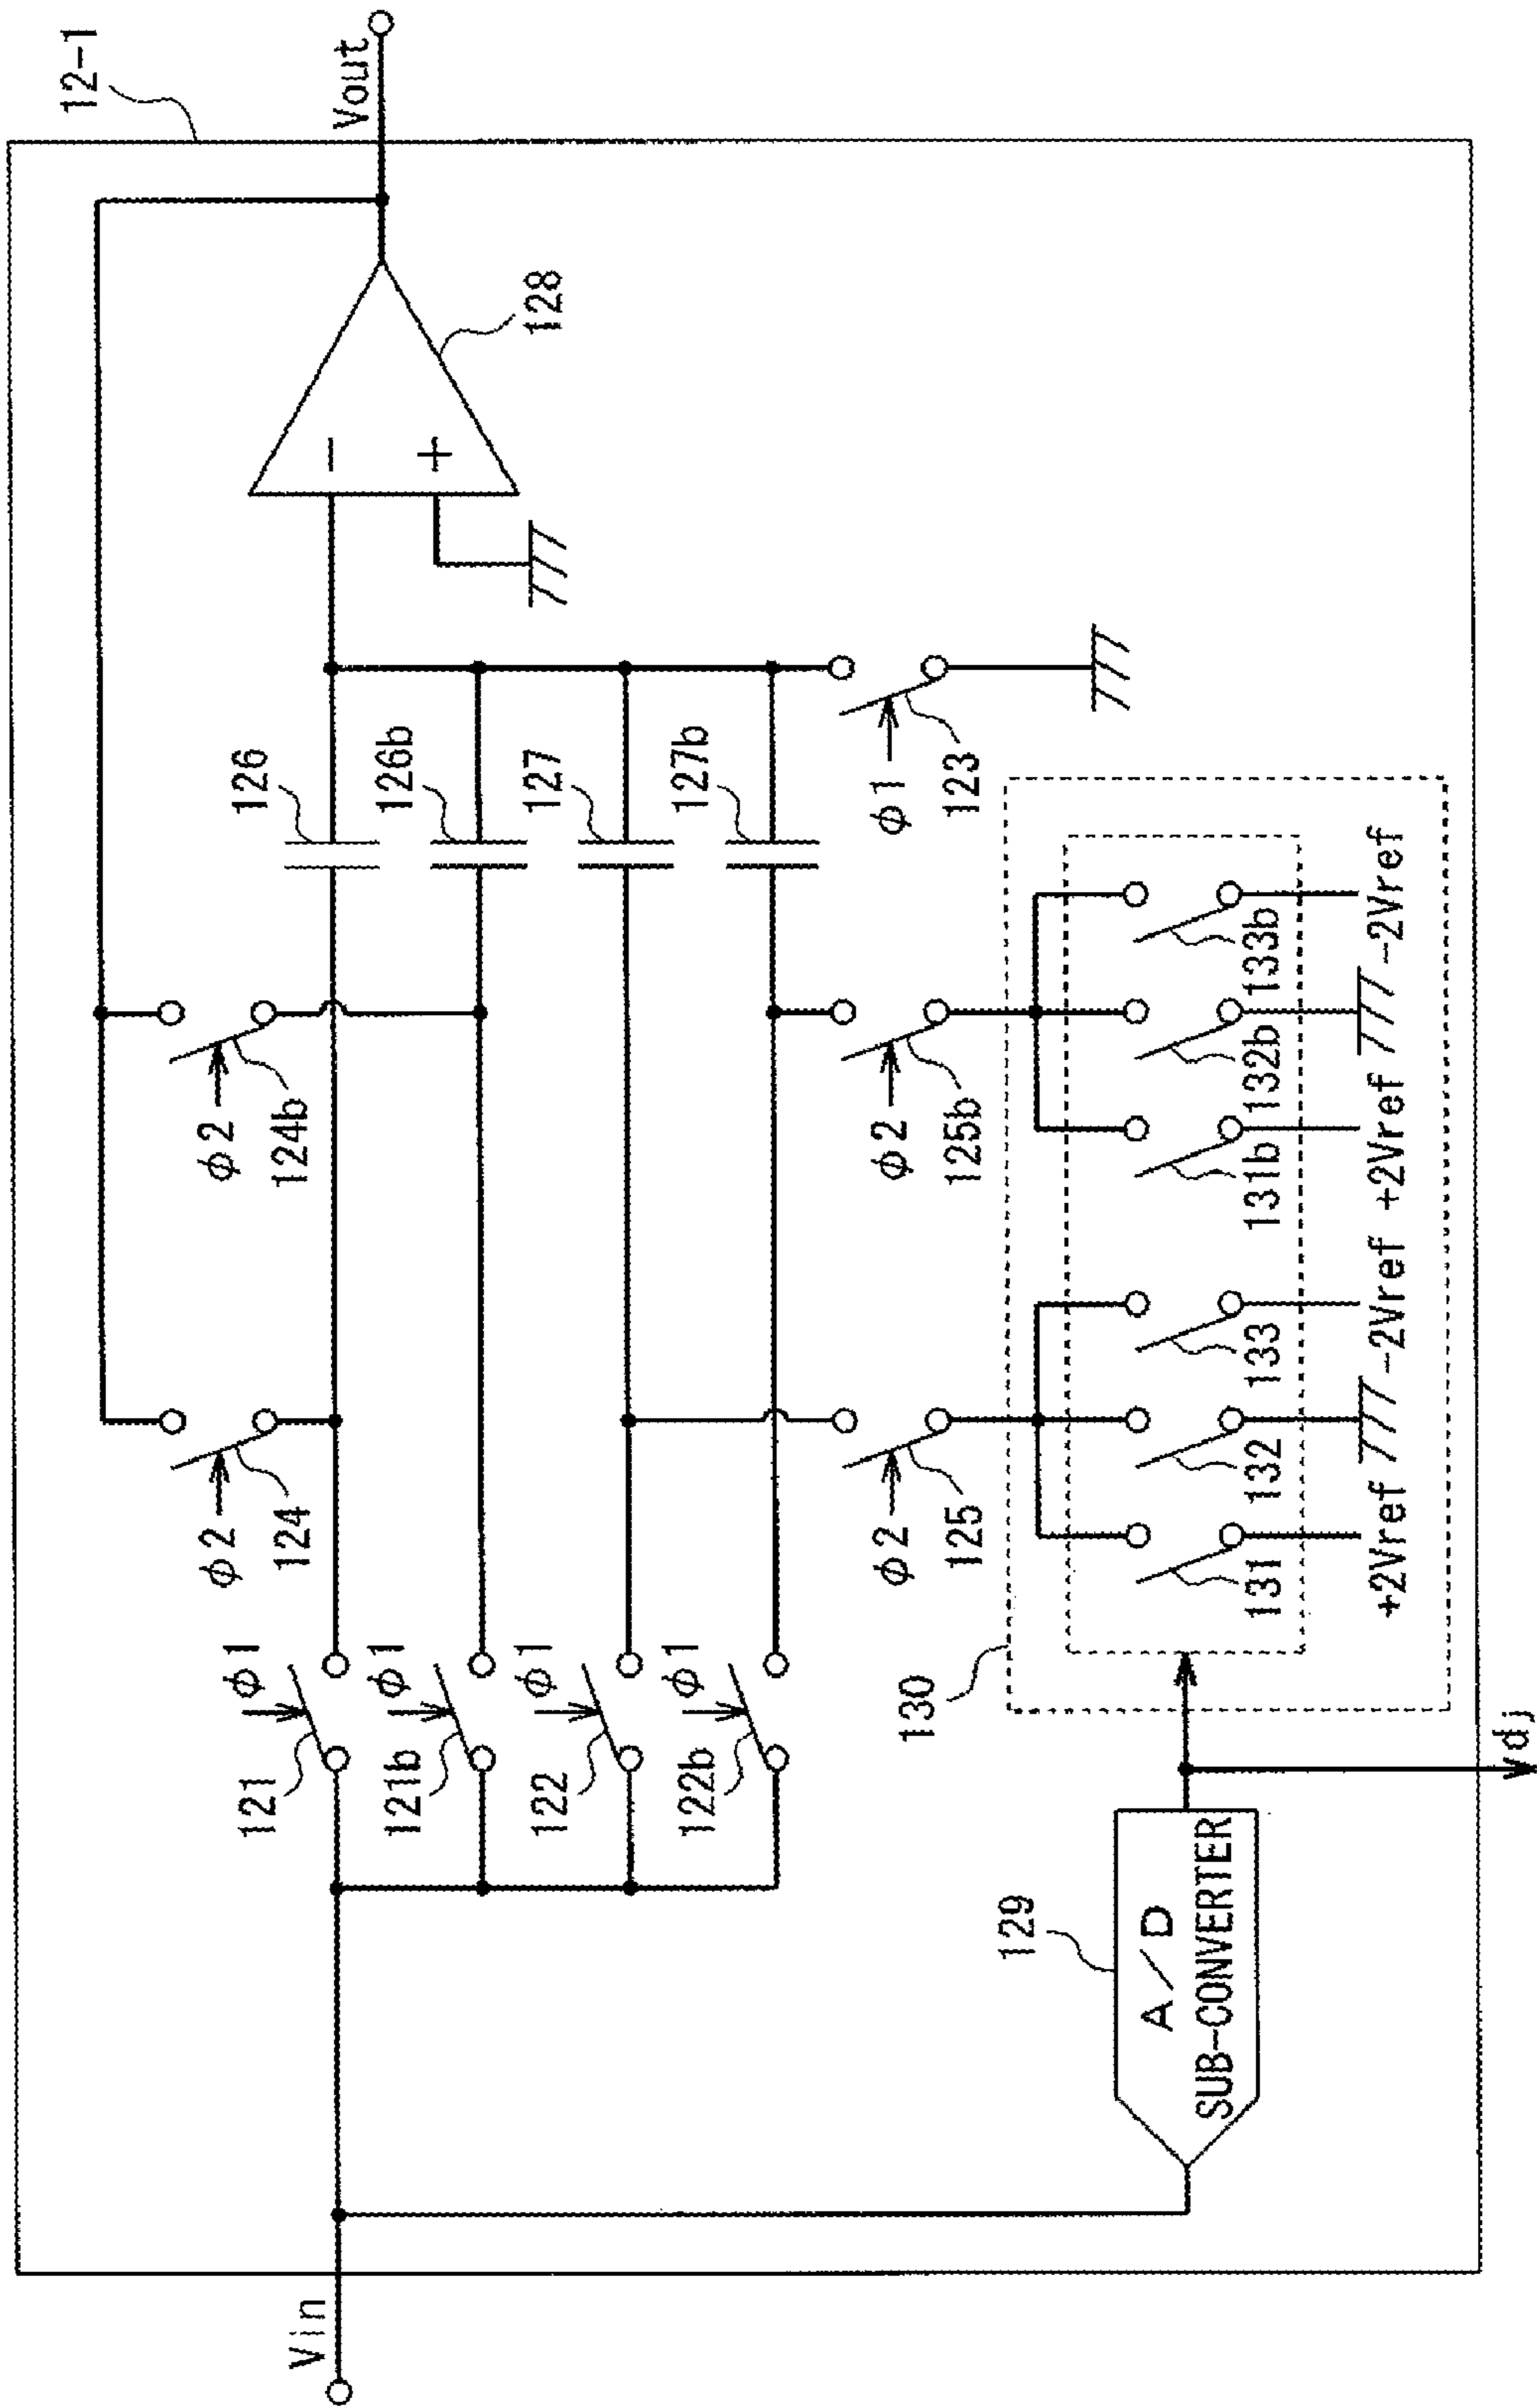 12-1
Vin
Vout
φ2
124
φ2
124b
121
φ1
126
121b
φ1
126b
122
φ1
127
122b
φ1
127b
−
+
128
φ2
125
φ2
125b
φ1
123
129
A/D
SUB-CONVERTER
130
131
132
133
131b
132b
133b
+2Vref
-2Vref
+2Vref
-2Vref
dj